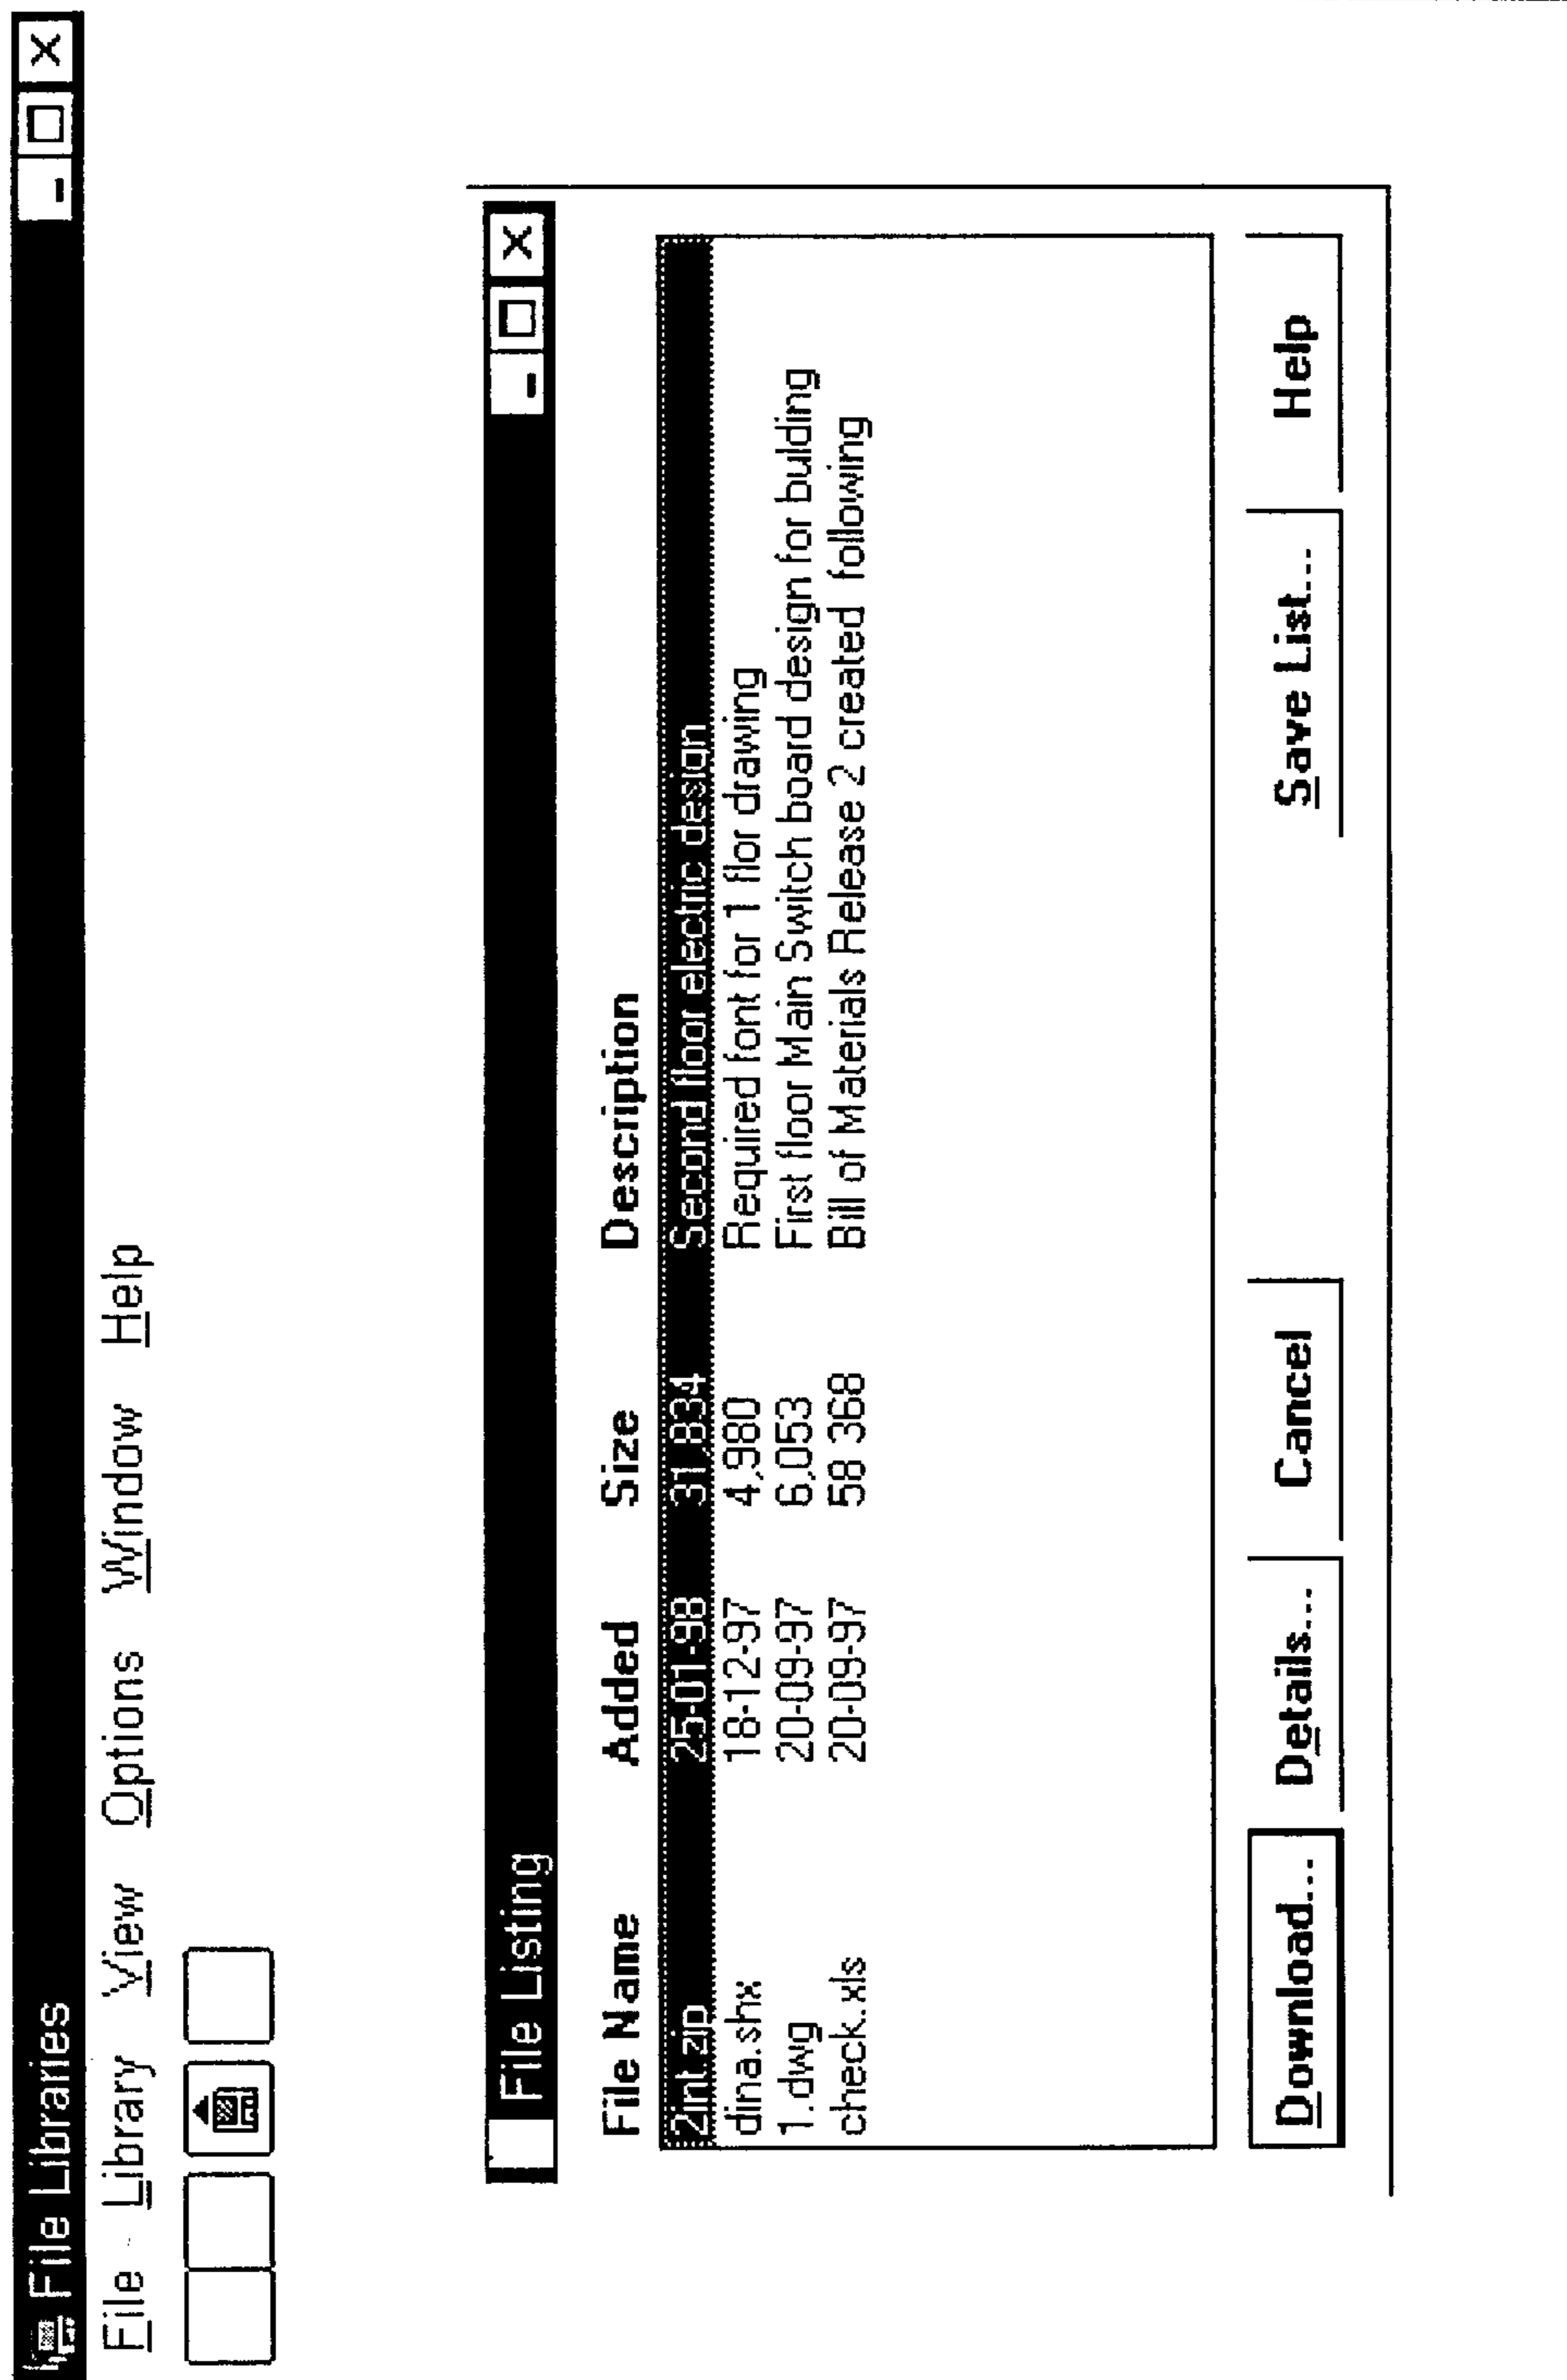 File Libraries
File Library View Options Window Help
File Listing
File Name Added Size Description
2int.zip 25-01-98 31,834 Second floor electric design
dina.shx 18-12-97 4,980 Required font for 1 flor drawing
1.dwg 20-09-97 6,053 First floor Main Switch board design for bulding
check.xls 20-09-97 58 368 Bill of Materials Release 2 created following
Download... Details... Cancel Save List... Help